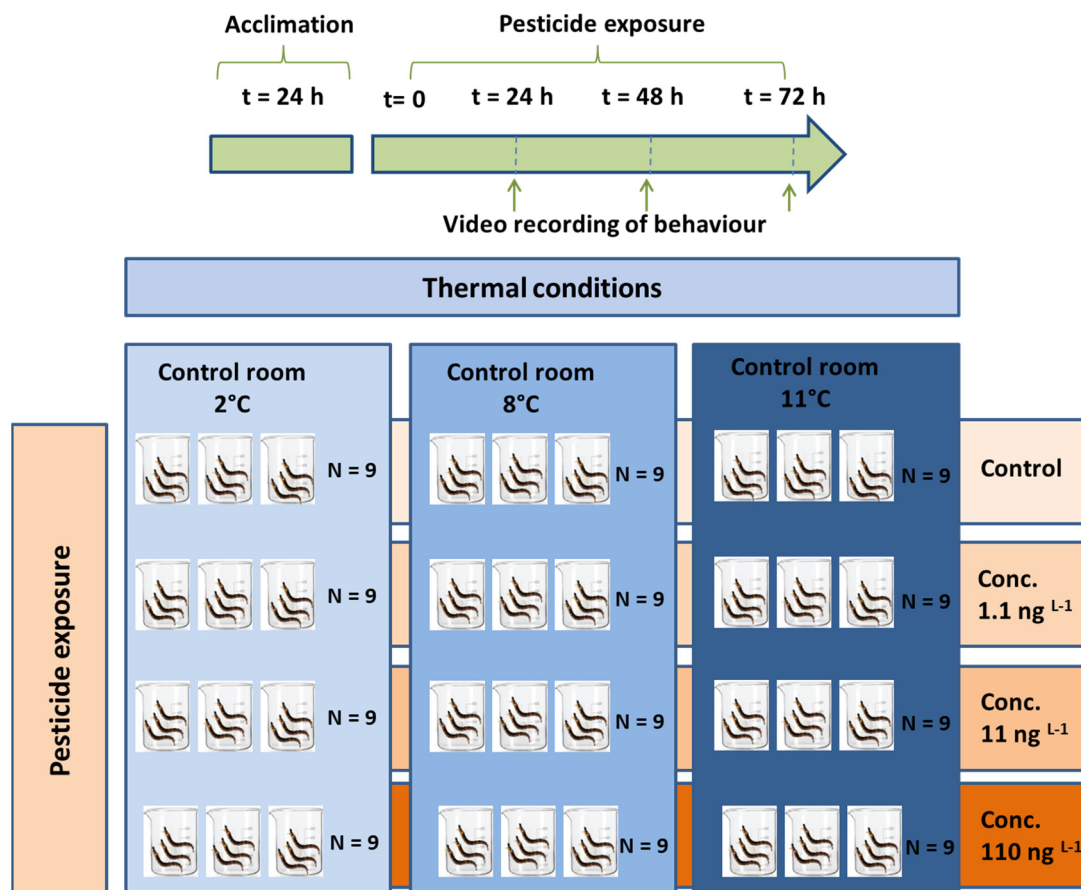 Acclimation
Pesticide exposure
t = 24 h
t= 0
t = 24 h
t = 48 h
t = 72 h
Video recording of behaviour
Thermal conditions
Control room
2°C
Control room
8°C
Control room
11°C
Pesticide exposure
N = 9
N = 9
N = 9
Control
N = 9
N = 9
N = 9
Conc.
1.1 ng L-1
N = 9
N = 9
N = 9
Conc.
11 ng L-1
N = 9
N = 9
N = 9
Conc.
110 ng L-1